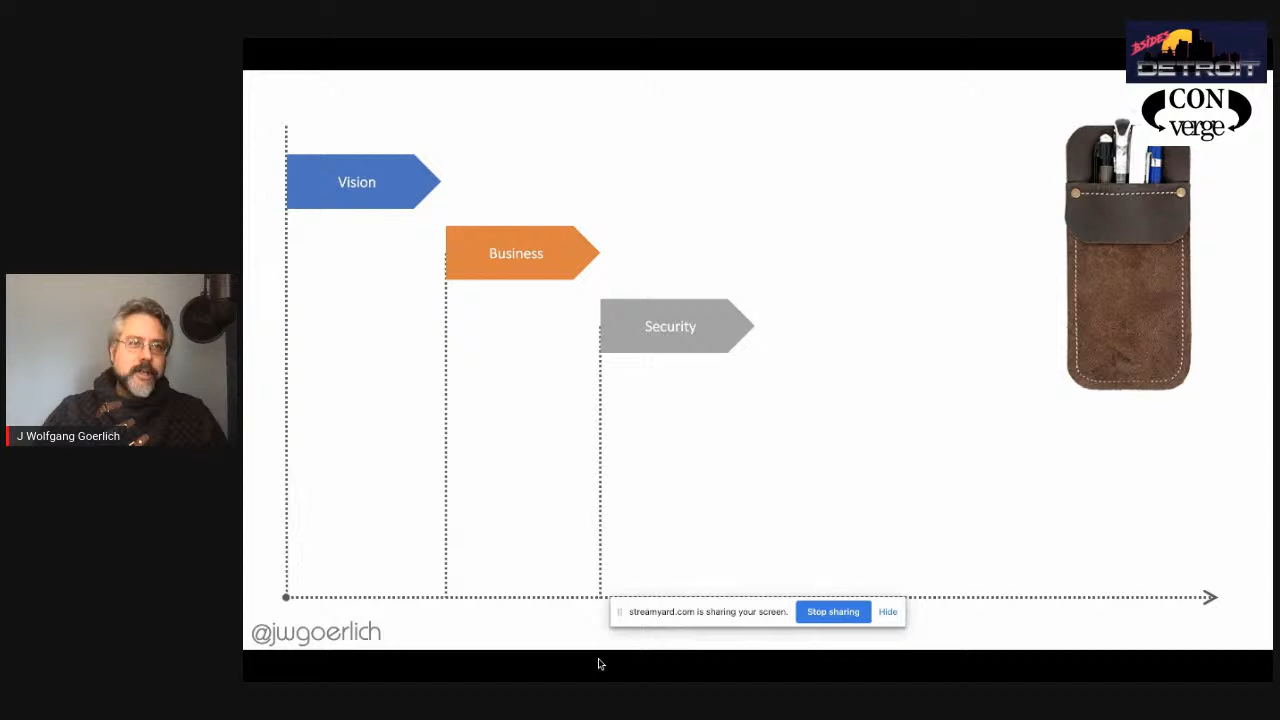 BSIDES
DETROIT
CON
verge
Vision
Business
Security
J Wolfgang Goerlich
streamyard.com is sharing your screen.
Stop sharing
Hide
@jwgoerlich